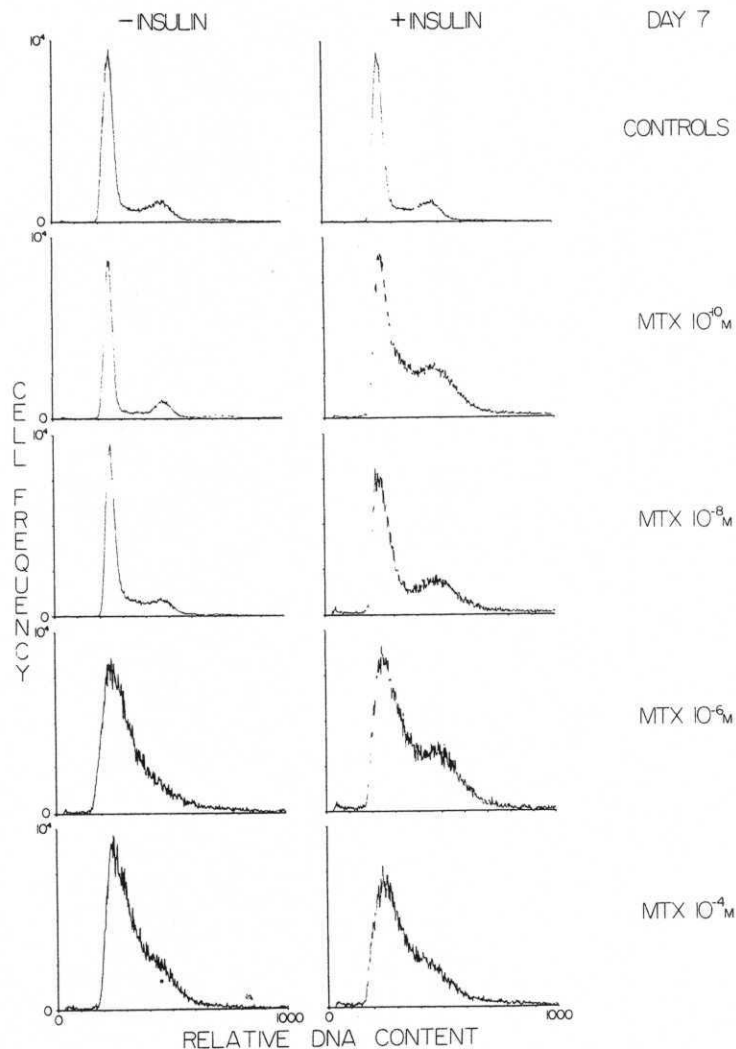 −INSULIN +INSULIN DAY 7
10⁴
0
CONTROLS
10⁴
0
MTX 10⁻¹⁰M
10⁴
0
MTX 10⁻⁸M
10⁴
0
MTX 10⁻⁶M
10⁴
0
MTX 10⁻⁴M
CELL FREQUENCY
0 1000 0 1000
RELATIVE DNA CONTENT